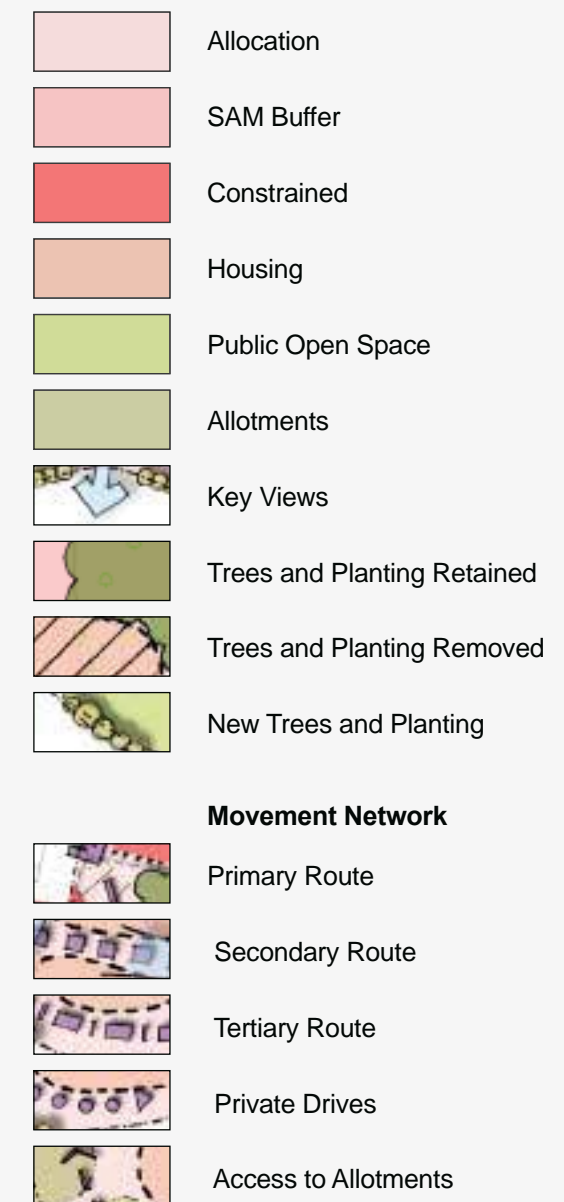 Allocation
SAM Buffer
Constrained
Housing
Public Open Space
Allotments
Key Views
Trees and Planting Retained
Trees and Planting Removed
New Trees and Planting
Movement Network
Primary Route
Secondary Route
Tertiary Route
Private Drives
Access to Allotments